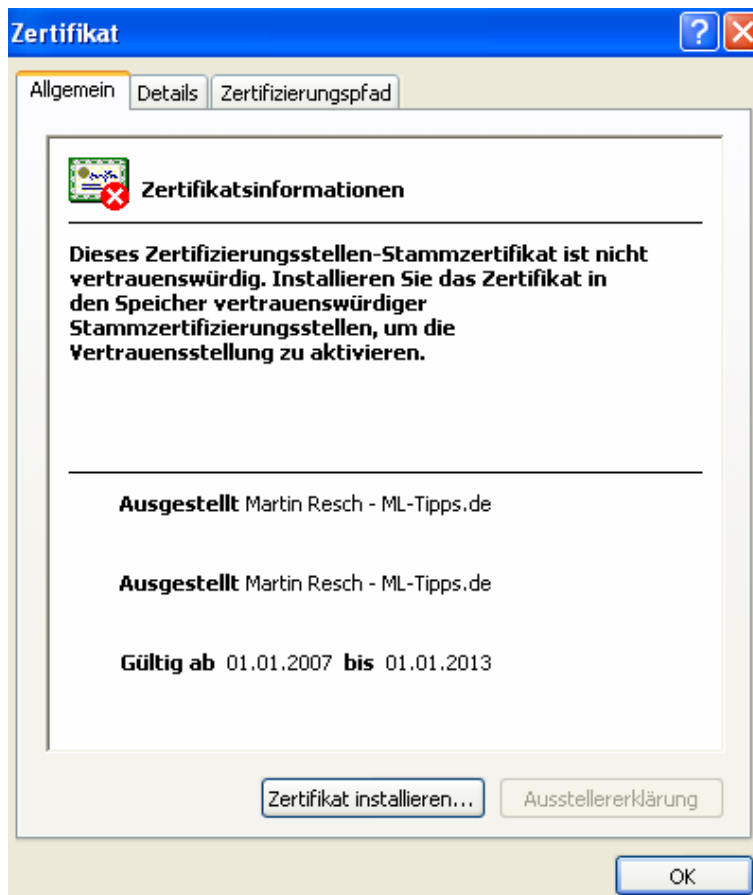 Zertifikat
Allgemein Details Zertifizierungspfad
Zertifikatsinformationen
Dieses Zertifizierungsstellen-Stammzertifikat ist nicht
vertrauenswürdig. Installieren Sie das Zertifikat in
den Speicher vertrauenswürdiger
Stammzertifizierungsstellen, um die
Vertrauensstellung zu aktivieren.
Ausgestellt Martin Resch - ML-Tipps.de
Ausgestellt Martin Resch - ML-Tipps.de
Gültig ab 01.01.2007 bis 01.01.2013
Zertifikat installieren... Ausstellererklärung
OK